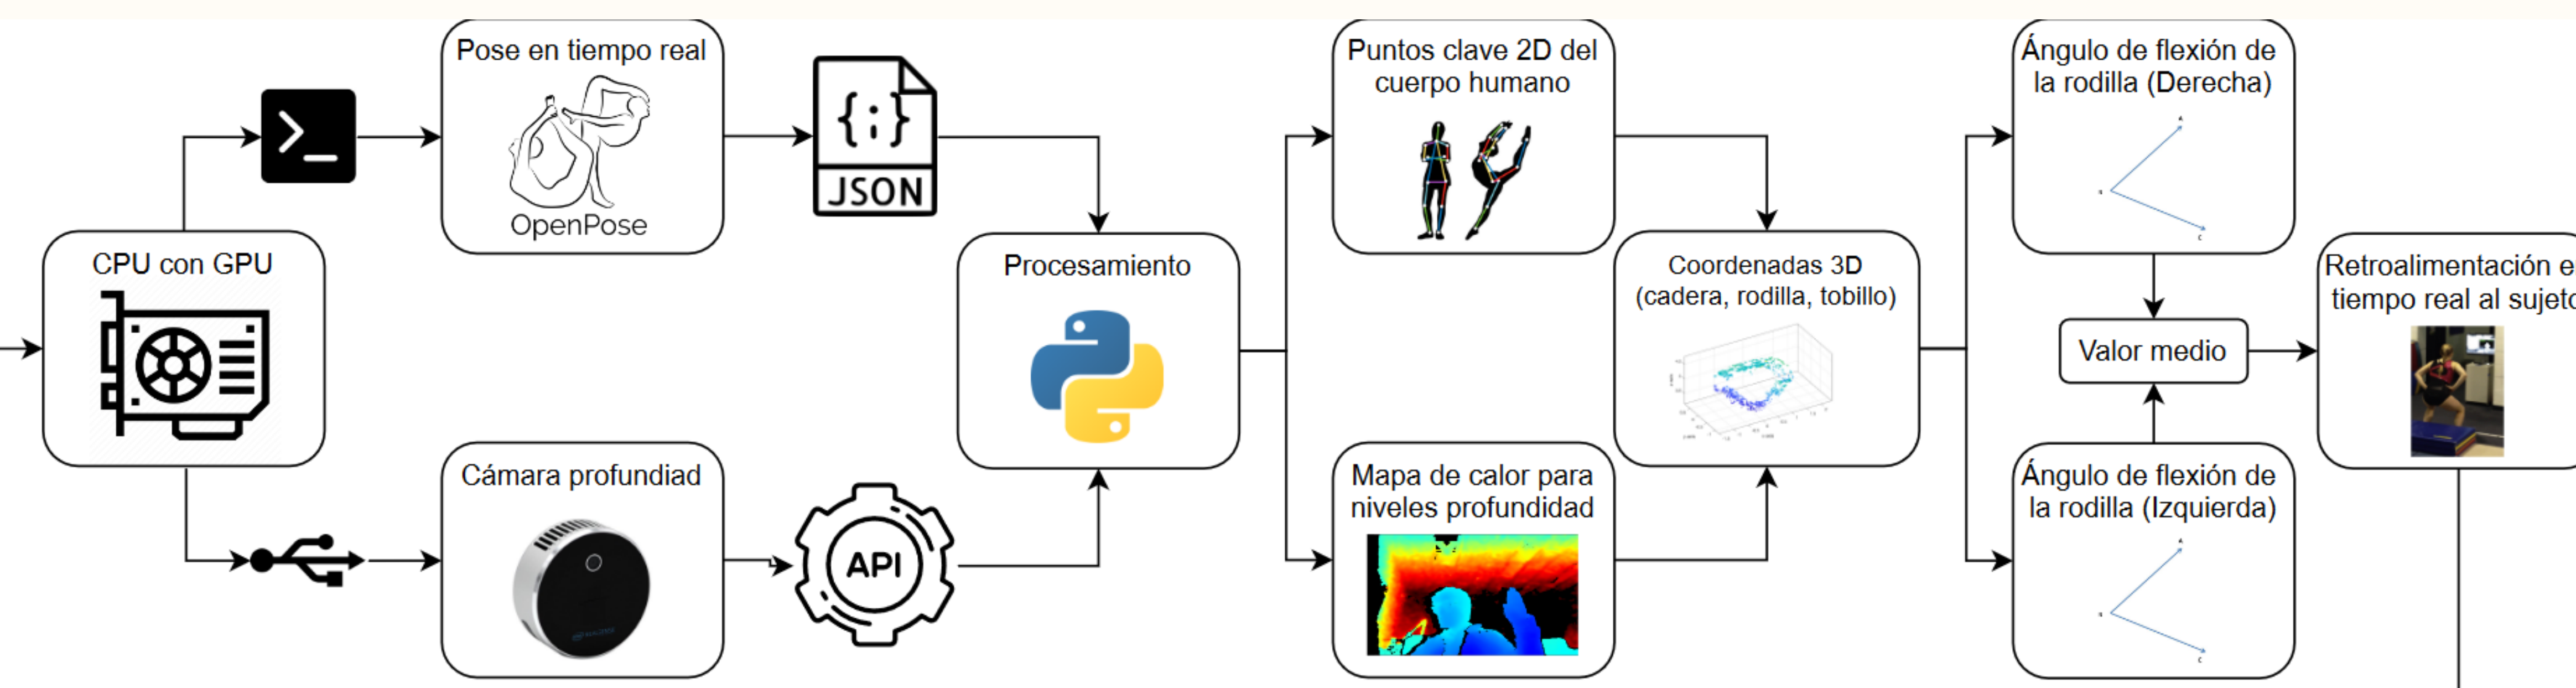 Pose en tiempo real
OpenPose
JSON
CPU con GPU
Cámara profundiad
API
Procesamiento
Puntos clave 2D del
cuerpo humano
Mapa de calor para
niveles profundidad
Coordenadas 3D
(cadera, rodilla, tobillo)
Ángulo de flexión de
la rodilla (Derecha)
Valor medio
Ángulo de flexión de
la rodilla (Izquierda)
Retroalimentación e
tiempo real al sujeto